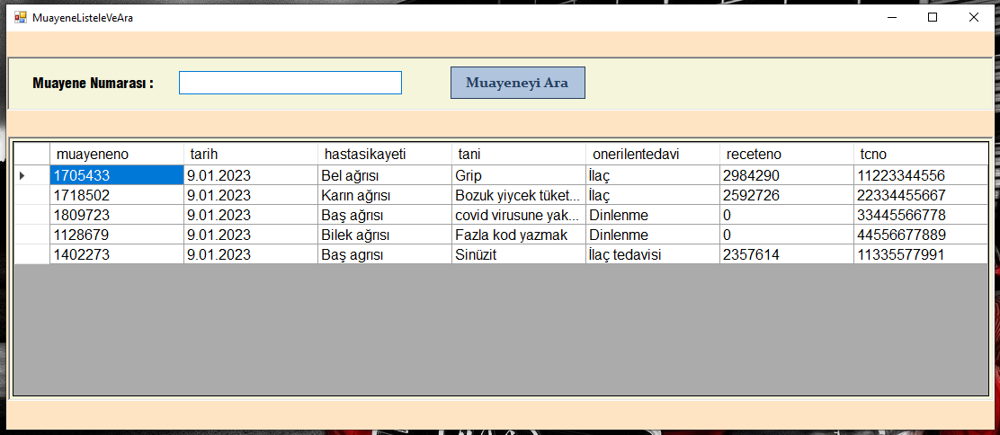 MuayeneListeleVeAra
Muayene Numarası : Muayeneyi Ara
muayeneno tarih hastasikayeti tani onerilentedavi receteno tcno
1705433 9.01.2023 Bel ağrısı Grip İlaç 2984290 11223344556
1718502 9.01.2023 Karın ağrısı Bozuk yiycek tüket... İlaç 2592726 22334455667
1809723 9.01.2023 Baş ağrısı covid virusune yak... Dinlenme 0 33445566778
1128679 9.01.2023 Bilek ağrısı Fazla kod yazmak Dinlenme 0 44556677889
1402273 9.01.2023 Baş agrısı Sinüzit İlaç tedavisi 2357614 11335577991